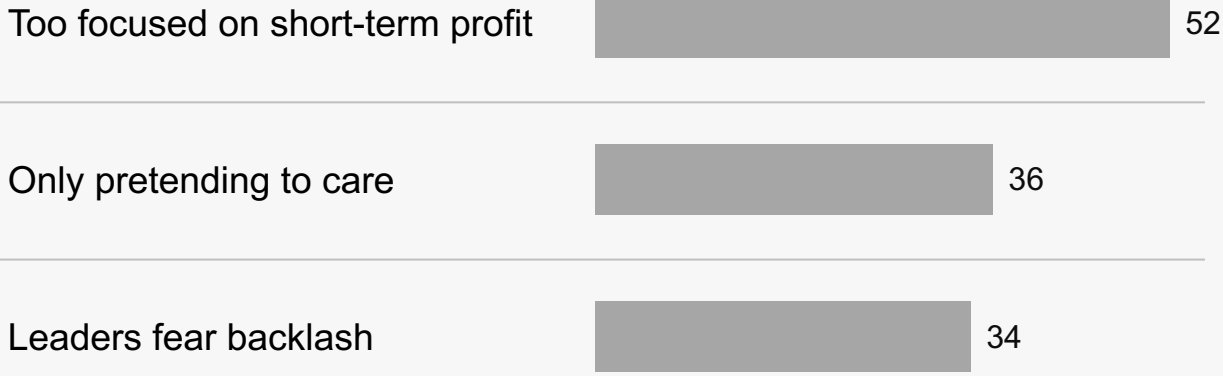 Too focused on short-term profit 52
Only pretending to care 36
Leaders fear backlash 34